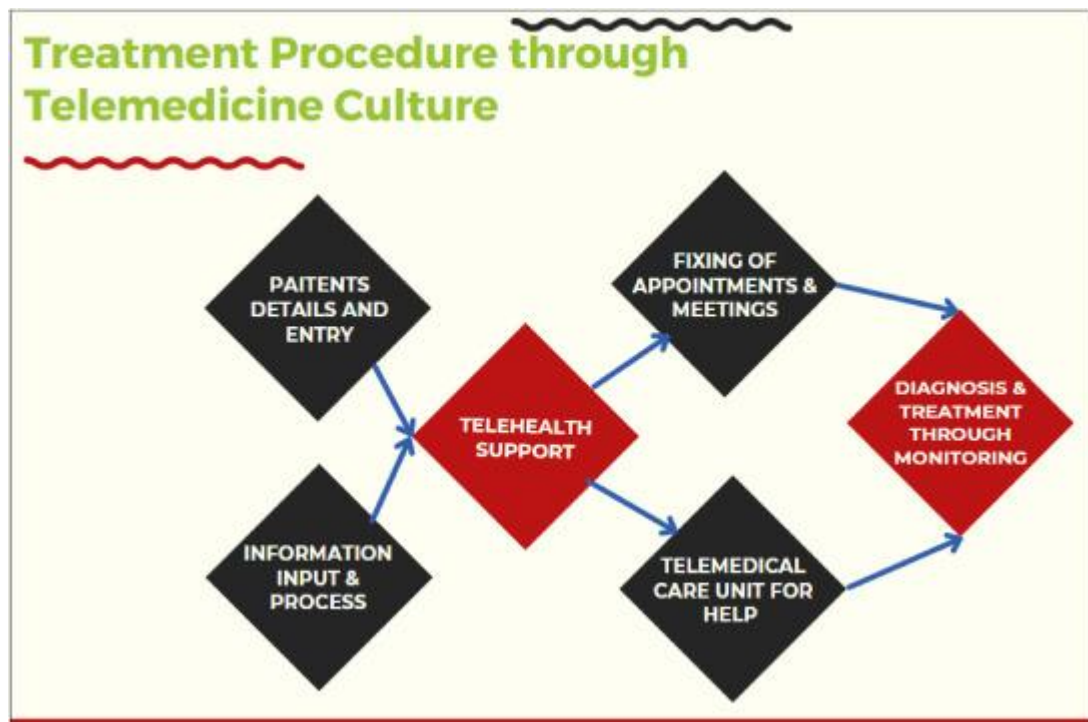 Treatment Procedure through
Telemedicine Culture
PAITENTS
DETAILS AND
ENTRY
INFORMATION
INPUT &
PROCESS
TELEHEALTH
SUPPORT
FIXING OF
APPOINTMENTS &
MEETINGS
TELEMEDICAL
CARE UNIT FOR
HELP
DIAGNOSIS &
TREATMENT
THROUGH
MONITORING